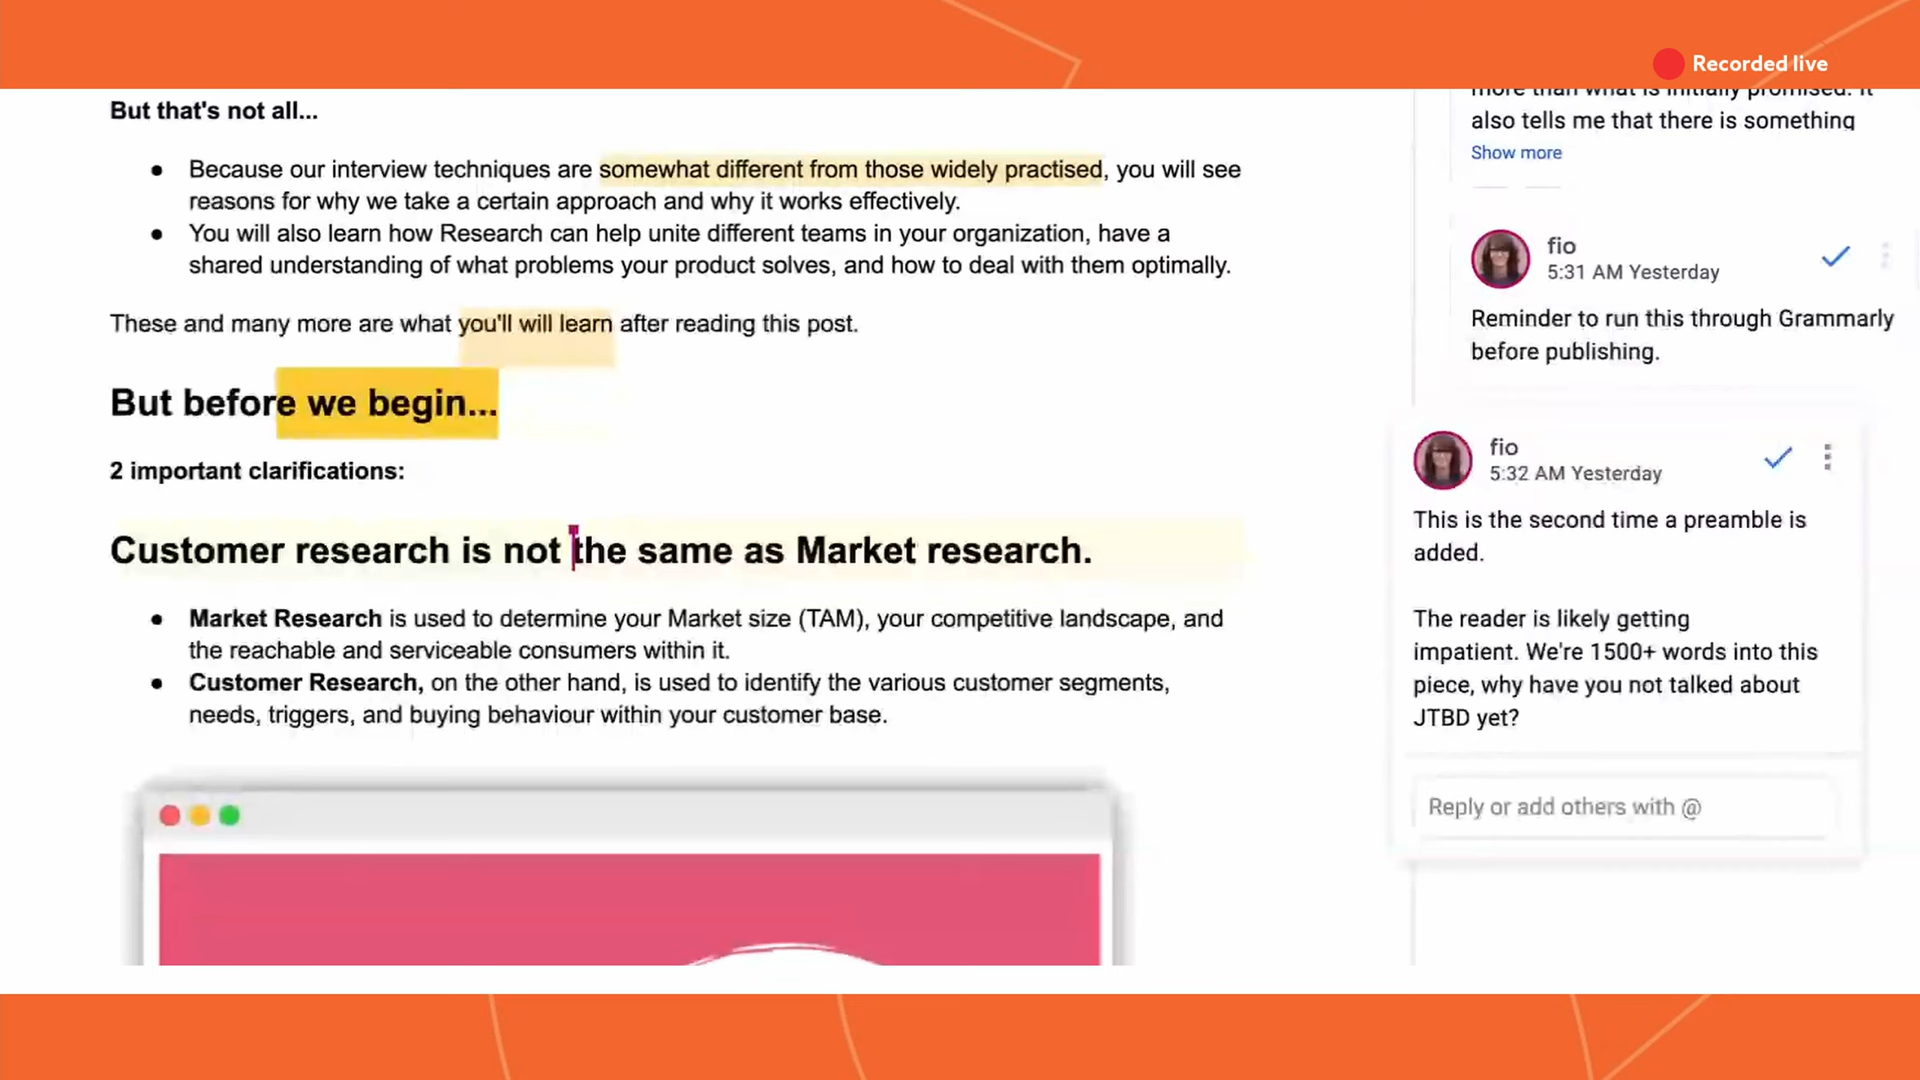 Recorded live
But that's not all...
Because our interview techniques are somewhat different from those widely practised, you will see
reasons for why we take a certain approach and why it works effectively.
You will also learn how Research can help unite different teams in your organization, have a
shared understanding of what problems your product solves, and how to deal with them optimally.
These and many more are what you'll will learn after reading this post.
But before we begin...
2 important clarifications:
Customer research is not the same as Market research.
Market Research is used to determine your Market size (TAM), your competitive landscape, and
the reachable and serviceable consumers within it.
Customer Research, on the other hand, is used to identify the various customer segments,
needs, triggers, and buying behaviour within your customer base.
more than what is initially promised. It
also tells me that there is something
Show more
fio
5:31 AM Yesterday
Reminder to run this through Grammarly
before publishing.
fio
5:32 AM Yesterday
This is the second time a preamble is
added.
The reader is likely getting
impatient. We're 1500+ words into this
piece, why have you not talked about
JTBD yet?
Reply or add others with @